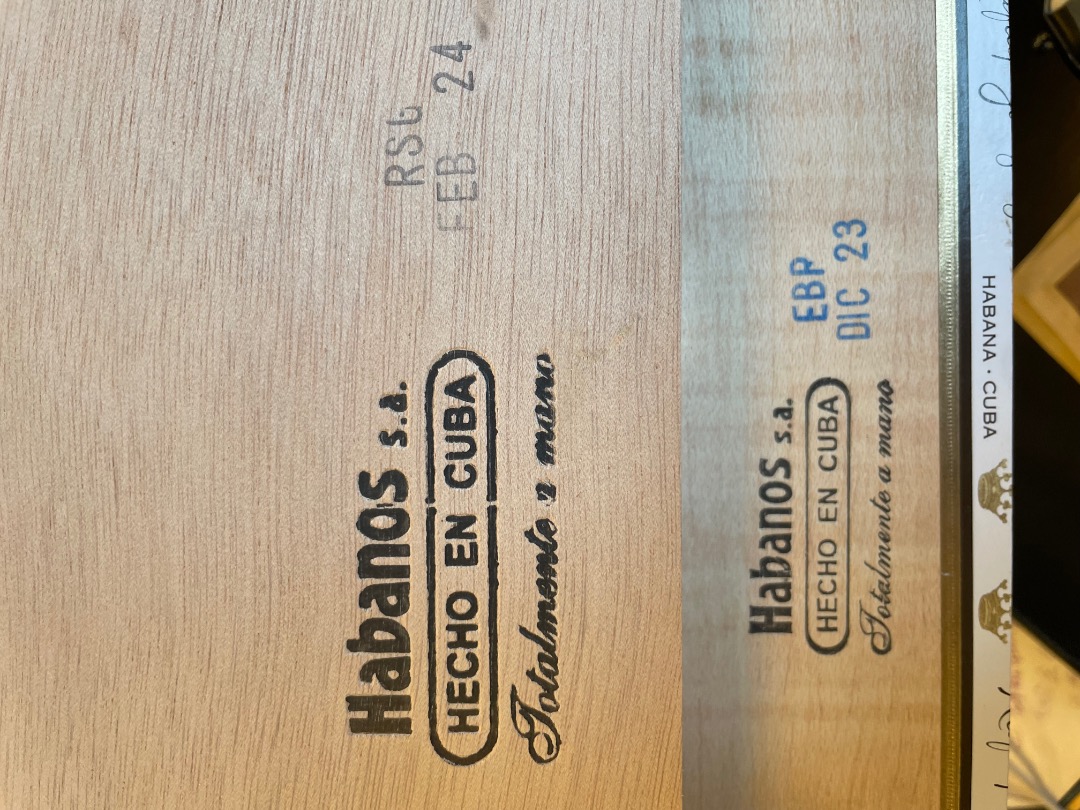 Habanos s.a.
HECHO EN CUBA
Totalmente a mano
RSG
FEB 24
Habanos s.a.
HECHO EN CUBA
Totalmente a mano
EBP
DIC 23
HABANA · CUBA